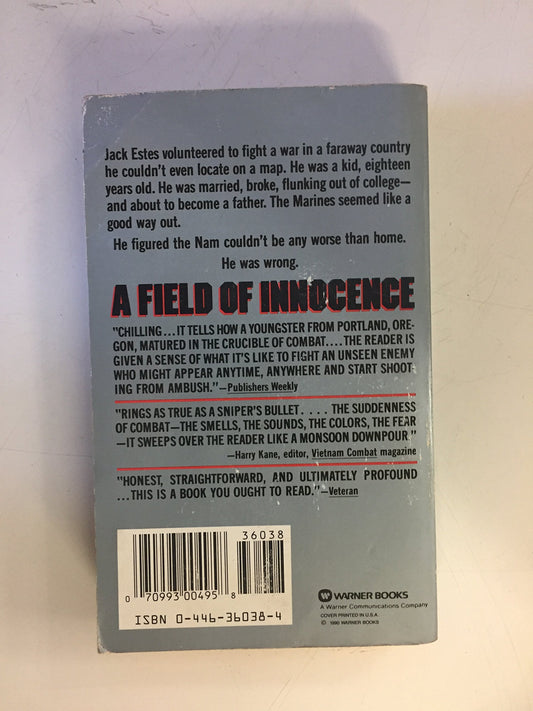 Jack Estes volunteered to fight a war in a faraway country
he couldn't even locate on a map. He was a kid, eighteen
years old. He was married, broke, flunking out of college—
and about to become a father. The Marines seemed like a
good way out.
He figured the Nam couldn't be any worse than home.
He was wrong.
A FIELD OF INNOCENCE
"CHILLING...IT TELLS HOW A YOUNGSTER FROM PORTLAND, ORE-
GON, MATURED IN THE CRUCIBLE OF COMBAT....THE READER IS
GIVEN A SENSE OF WHAT IT'S LIKE TO FIGHT AN UNSEEN ENEMY
WHO MIGHT APPEAR ANYTIME, ANYWHERE AND START SHOOT
ING FROM AMBUSH."—Publishers Weekly
"RINGS AS TRUE AS A SNIPER'S BULLET.... THE SUDDENNESS
OF COMBAT—THE SMELLS, THE SOUNDS, THE COLORS, THE FEAR
—IT SWEEPS OVER THE READER LIKE A MONSOON DOWNPOUR"
—Harry Kane, editor, Vietnam Combat magazine
"HONEST, STRAIGHTFORWARD, AND ULTIMATELY PROFOUND
...THIS IS A BOOK YOU OUGHT TO READ."—Veteran
36038
0 70993 00495 8
ISBN 0-446-36038-4
WARNER BOOKS
A Warner Communications Company
COVER PRINTED IN U.S.A.
© 1990 WARNER BOOKS